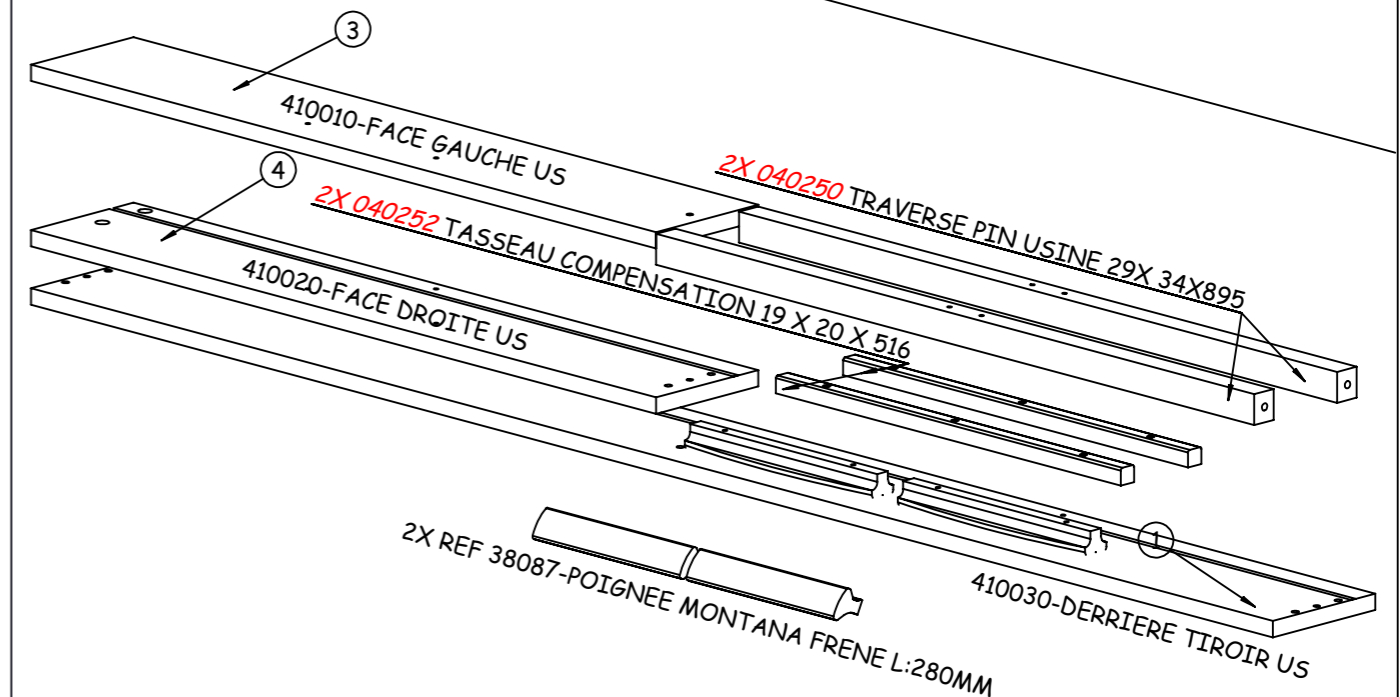 3
410010-FACE GAUCHE US
4
2X 040250 TRAVERSE PIN USINE 29X 34X895
2X 040252 TASSEAU COMPENSATION 19 X 20 X 516
410020-FACE DROITE US
1
2X REF 38087-POIGNEE MONTANA FRENE L:280MM
410030-DERRIERE TIROIR US